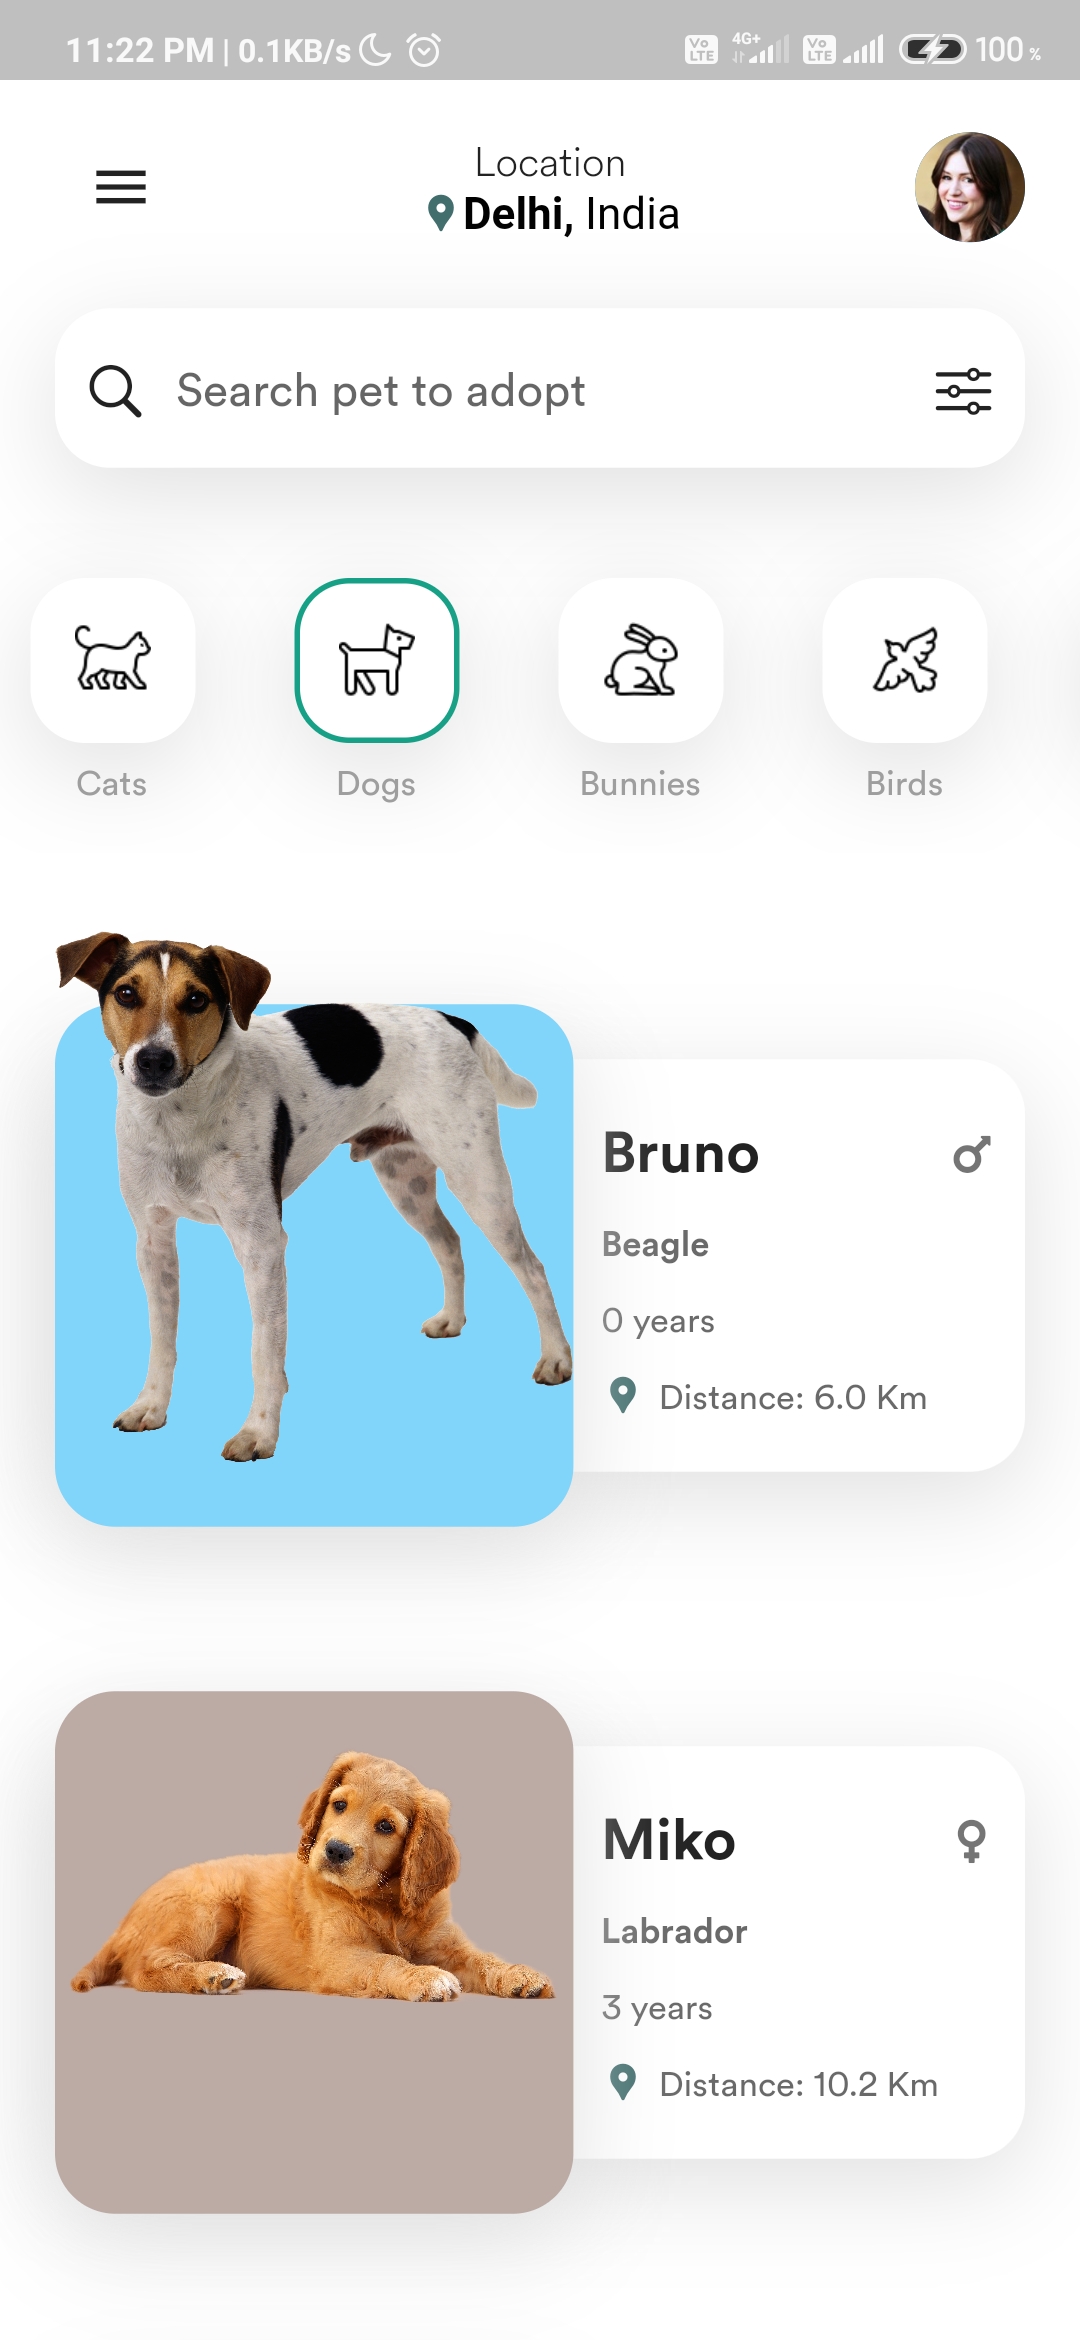 11:22 PM | 0.1KB/s Vo LTE 4G+ Vo LTE 100 %
Location
Delhi, India
Search pet to adopt
Cats Dogs Bunnies Birds
Bruno
Beagle
0 years
Distance: 6.0 Km
Miko
Labrador
3 years
Distance: 10.2 Km